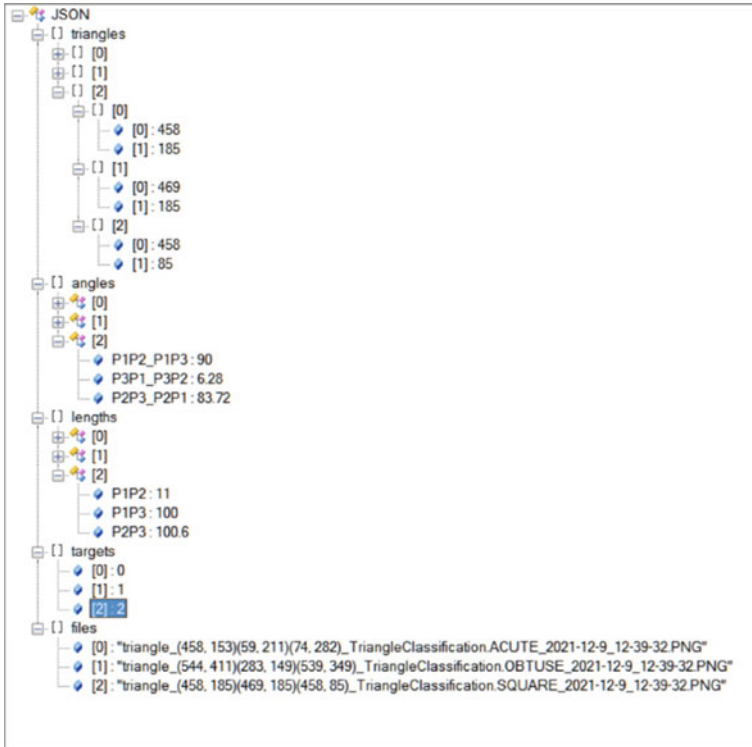 JSON
[] triangles
[] [0]
[] [1]
[] [2]
[] [0]
[0] : 458
[1] : 185
[] [1]
[0] : 469
[1] : 185
[] [2]
[0] : 458
[1] : 85
[] angles
[0]
[1]
[2]
P1P2_P1P3 : 90
P3P1_P3P2 : 6.28
P2P3_P2P1 : 83.72
[] lengths
[0]
[1]
[2]
P1P2 : 11
P1P3 : 100
P2P3 : 100.6
[] targets
[0] : 0
[1] : 1
[2] : 2
[] files
[0] : "triangle_(458, 153)(59, 211)(74, 282)_TriangleClassification.ACUTE_2021-12-9_12-39-32.PNG"
[1] : "triangle_(544, 411)(283, 149)(539, 349)_TriangleClassification.OBTUSE_2021-12-9_12-39-32.PNG"
[2] : "triangle_(458, 185)(469, 185)(458, 85)_TriangleClassification.SQUARE_2021-12-9_12-39-32.PNG"